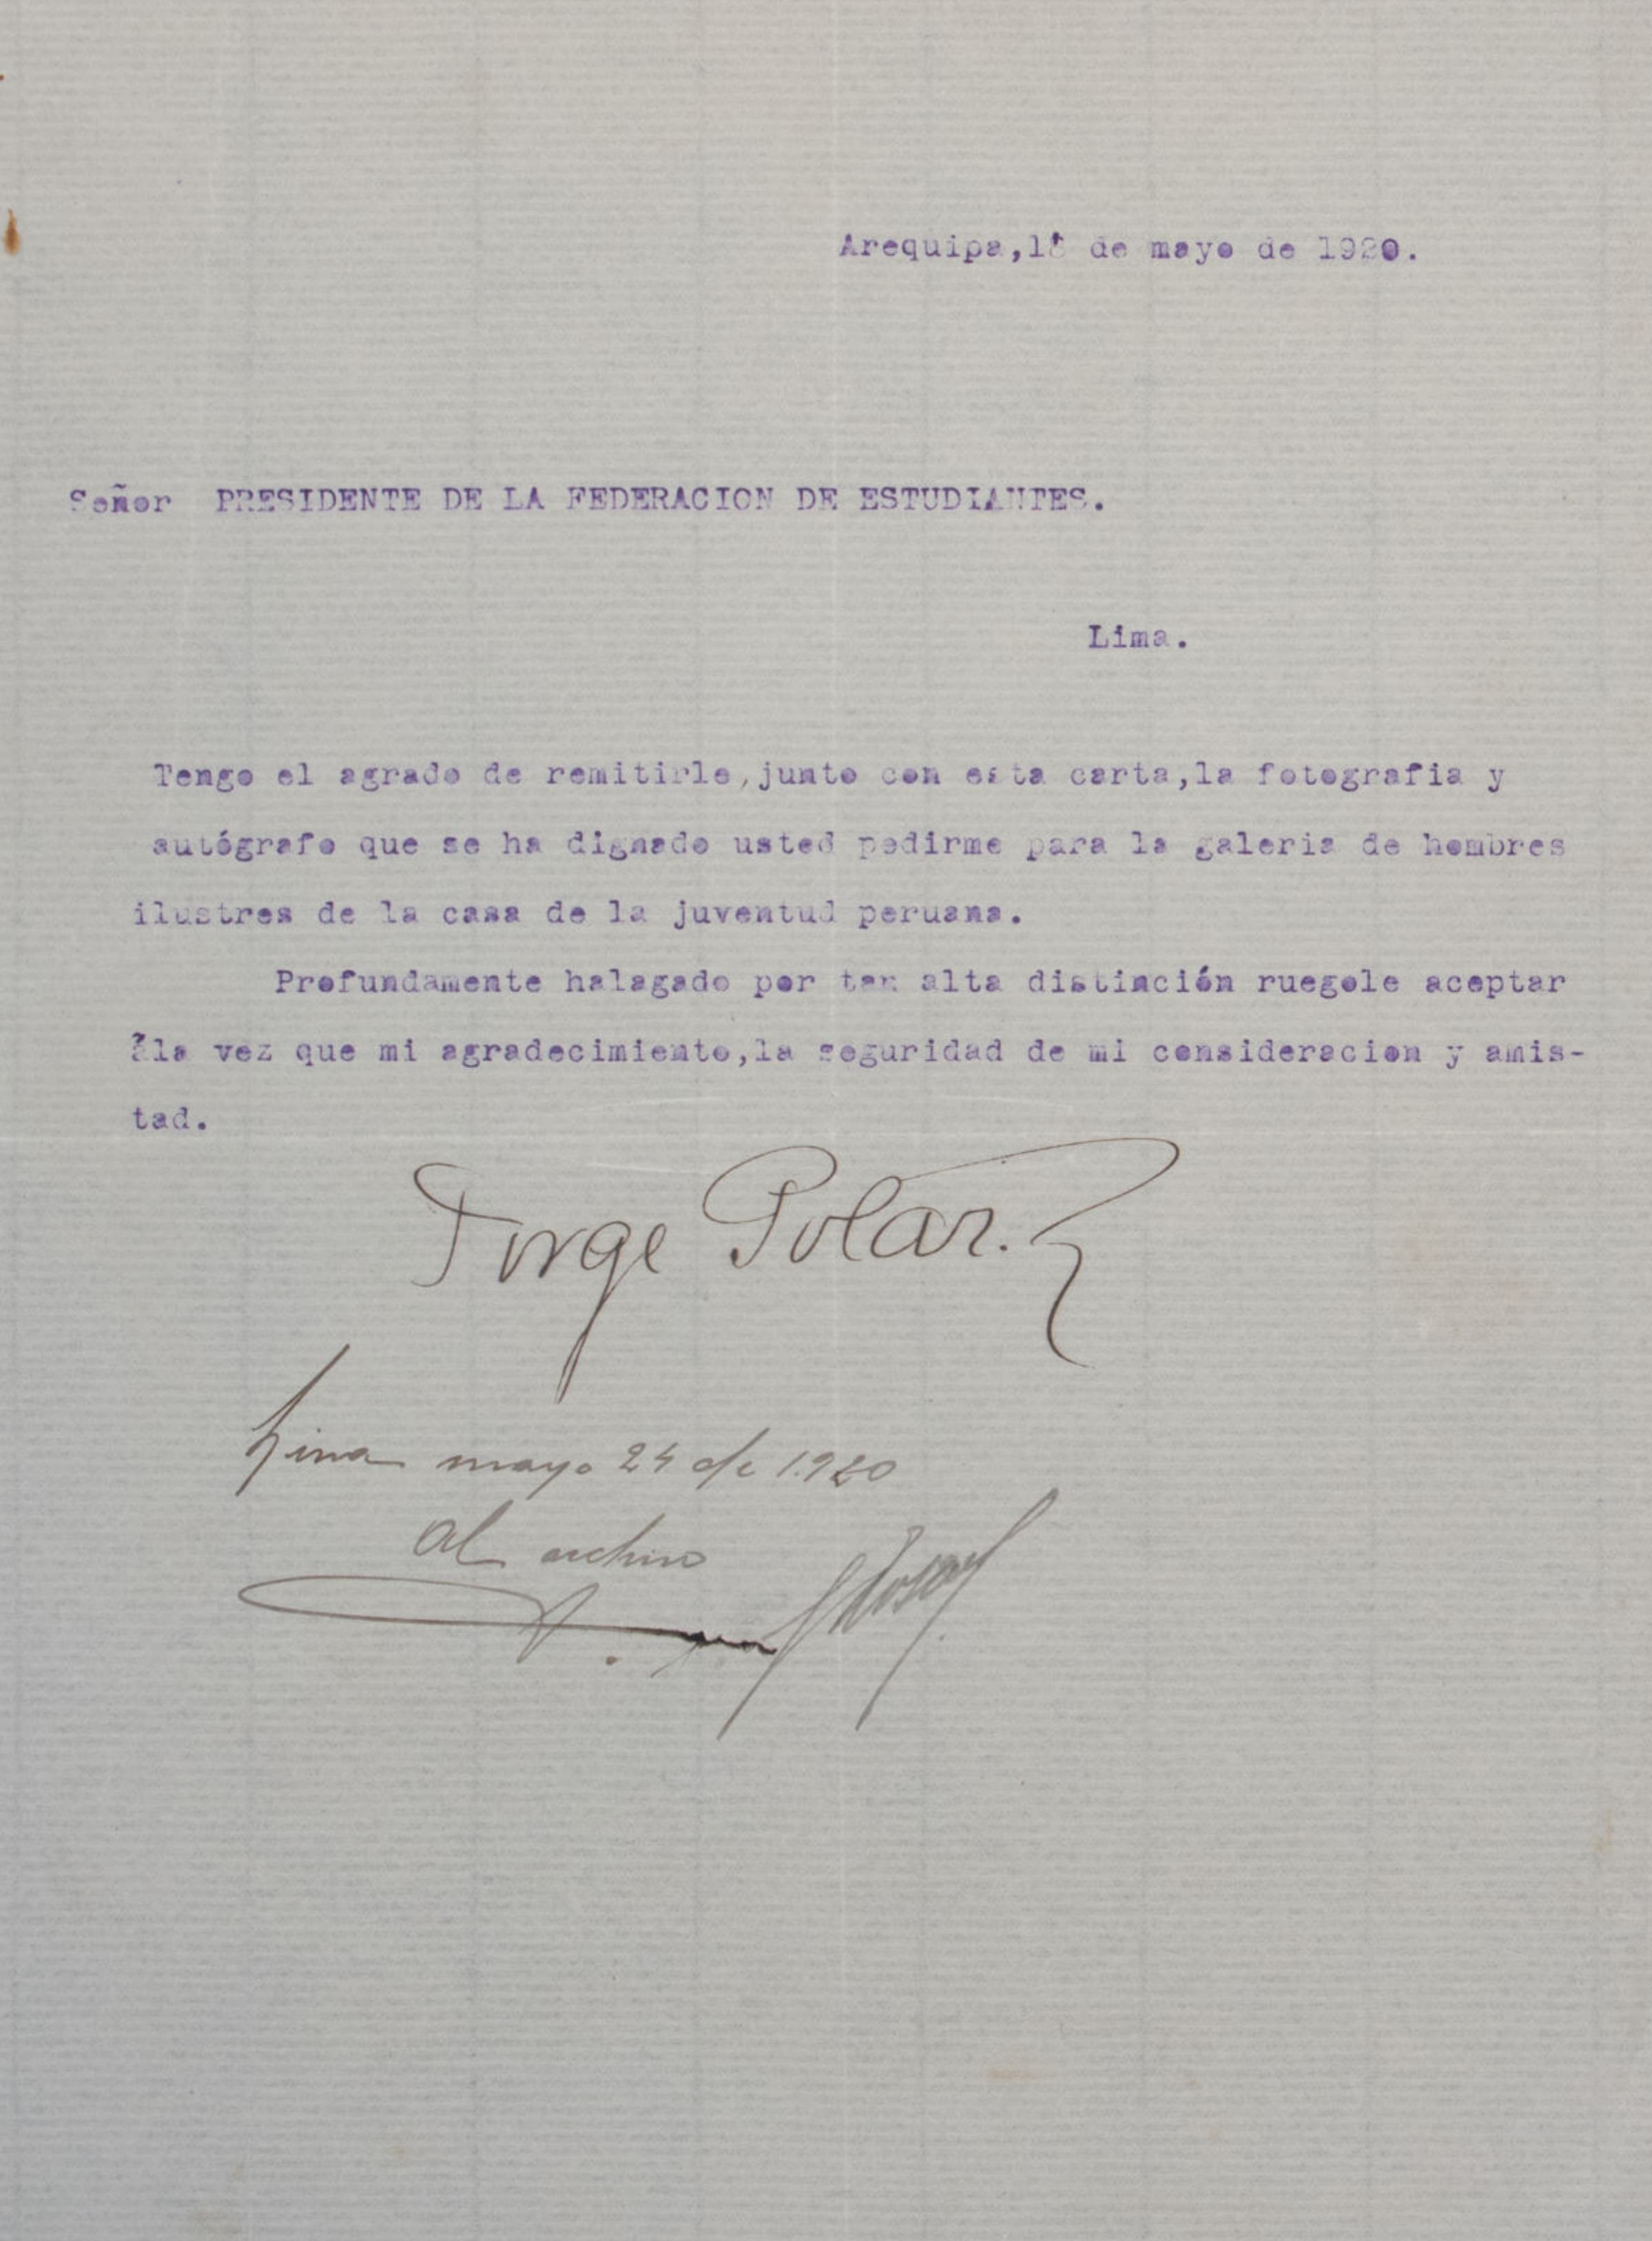 Arequipa, de mayo de 1920.
Señor PRESIDENTE DE LA FEDERACION DE ESTUDIANTES.
Lima.
Tengo el agrado de remitirle, junto con esta carta, la fotografia y
autógrafo que se ha dignado usted pedirme para la galeria de hombres
ilustres de la casa de la juventud peruana.
Profundamente halagado por tan alta distinción ruegole aceptar
ála vez que mi agradecimiento, la seguridad de mi consideracion y amis-
tad.
Jorge Polar.
Lima mayo 24 de 1920
Al archivo